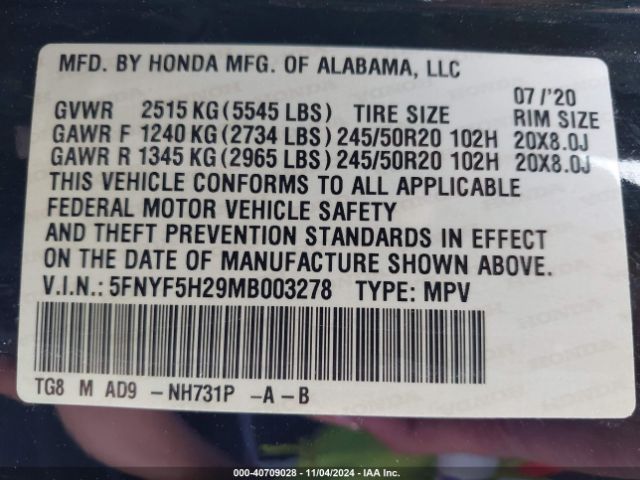 MFD. BY HONDA MFG. OF ALABAMA, LLC
07/'20
GVWR 2515 KG (5545 LBS) TIRE SIZE RIM SIZE
GAWR F 1240 KG (2734 LBS) 245/50R20 102H 20X8.0J
GAWR R 1345 KG (2965 LBS) 245/50R20 102H 20X8.0J
THIS VEHICLE CONFORMS TO ALL APPLICABLE
FEDERAL MOTOR VEHICLE SAFETY
AND THEFT PREVENTION STANDARDS IN EFFECT
ON THE DATE OF MANUFACTURE SHOWN ABOVE.
V.I.N.: 5FNYF5H29MB003278 TYPE: MPV
TG8 M AD9 -NH731P -A-B
000-40709028 - 11/04/2024 - IAA Inc.